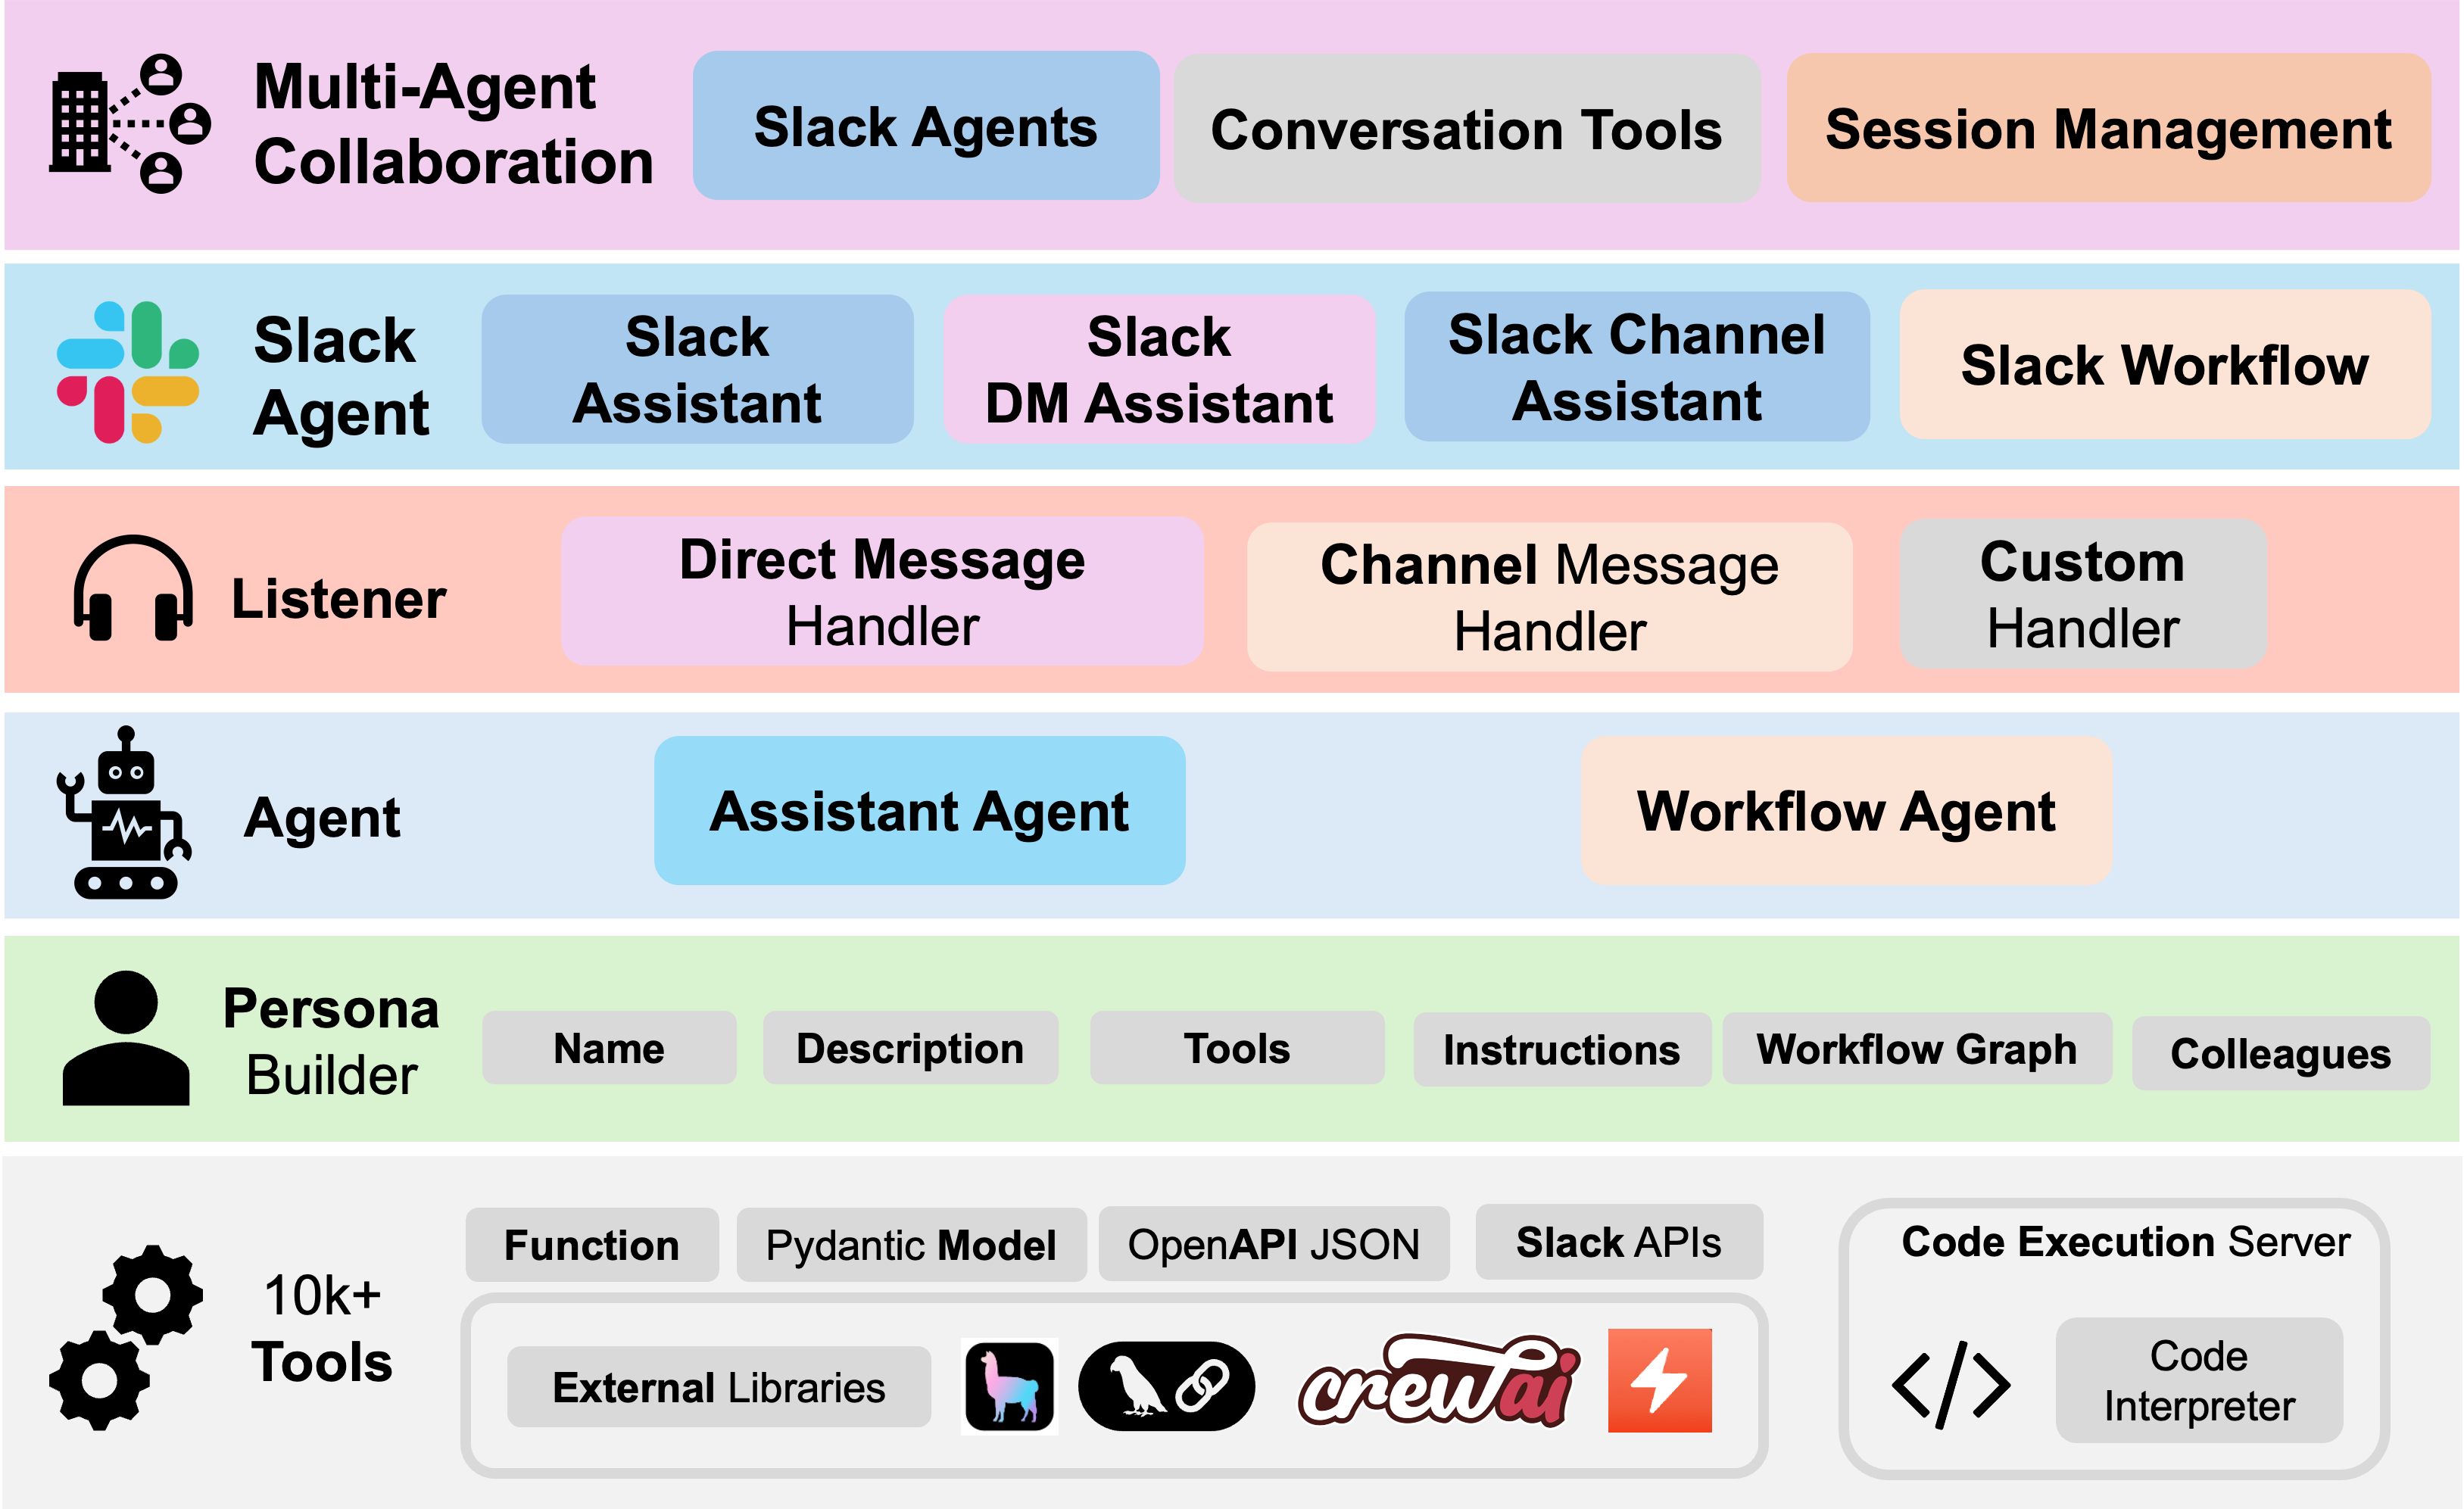 Multi-Agent
Collaboration
Slack Agents
Conversation Tools
Session Management
Slack
Agent
Slack
Assistant
Slack
DM Assistant
Slack Channel
Assistant
Slack Workflow
Listener
Direct Message
Handler
Channel Message
Handler
Custom
Handler
Agent
Assistant Agent
Workflow Agent
Persona
Builder
Name
Description
Tools
Instructions
Workflow Graph
Colleagues
10k+
Tools
Function
Pydantic Model
OpenAPI JSON
Slack APIs
External Libraries
crewai
Code Execution Server
</>
Code
Interpreter